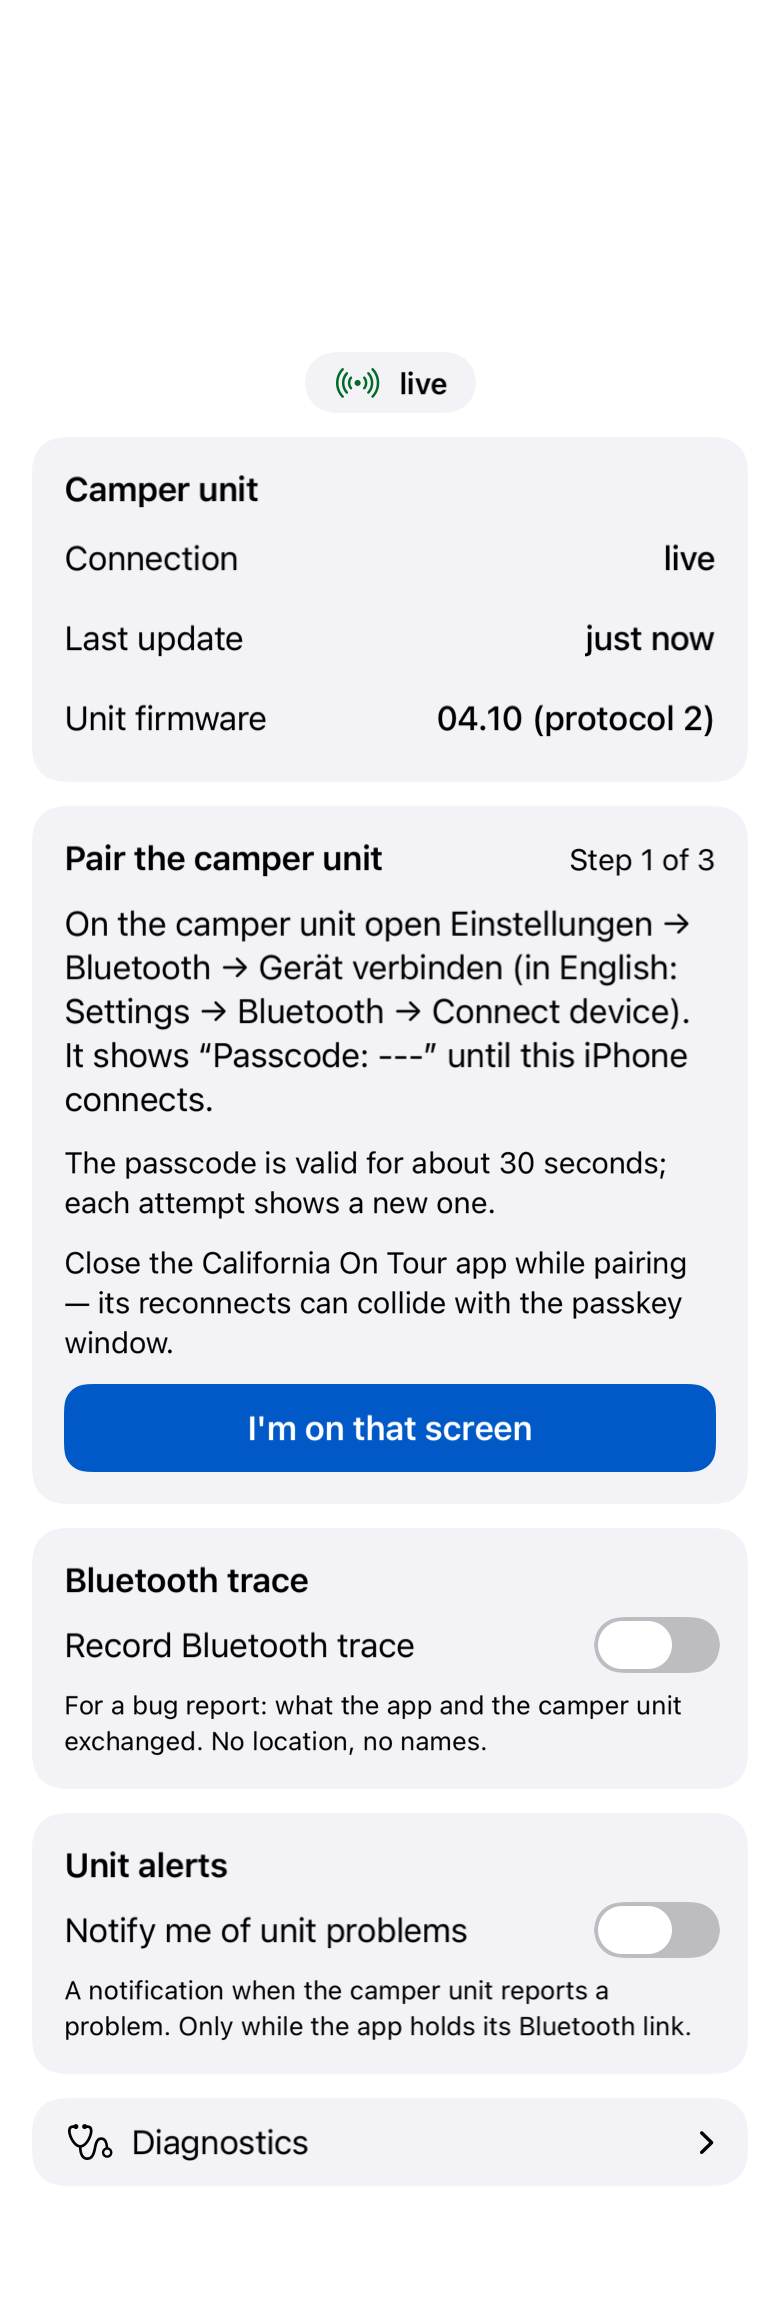 live
Camper unit
Connection live
Last update just now
Unit firmware 04.10 (protocol 2)
Pair the camper unit Step 1 of 3
On the camper unit open Einstellungen →
Bluetooth → Gerät verbinden (in English:
Settings → Bluetooth → Connect device).
It shows “Passcode: ---” until this iPhone
connects.
The passcode is valid for about 30 seconds;
each attempt shows a new one.
Close the California On Tour app while pairing
— its reconnects can collide with the passkey
window.
I'm on that screen
Bluetooth trace
Record Bluetooth trace
For a bug report: what the app and the camper unit
exchanged. No location, no names.
Unit alerts
Notify me of unit problems
A notification when the camper unit reports a
problem. Only while the app holds its Bluetooth link.
Diagnostics